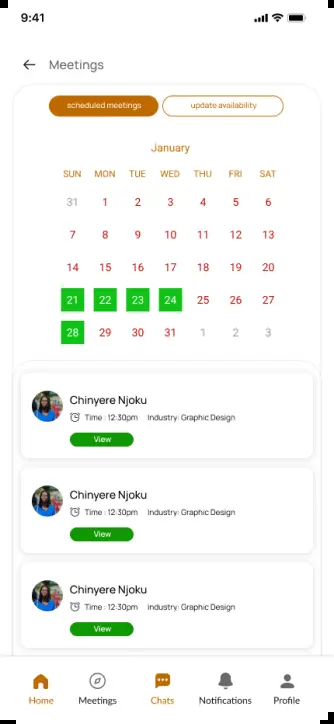 9:41
Meetings
scheduled meetings update availability
January
SUN MON TUE WED THU FRI SAT
31 1 2 3 4 5 6
7 8 9 10 11 12 13
14 15 16 17 18 19 20
21 22 23 24 25 26 27
28 29 30 31 1 2 3
Chinyere Njoku
Time : 12:30pm Industry: Graphic Design
View
Chinyere Njoku
Time : 12:30pm Industry: Graphic Design
View
Chinyere Njoku
Time : 12:30pm Industry: Graphic Design
View
Home Meetings Chats Notifications Profile